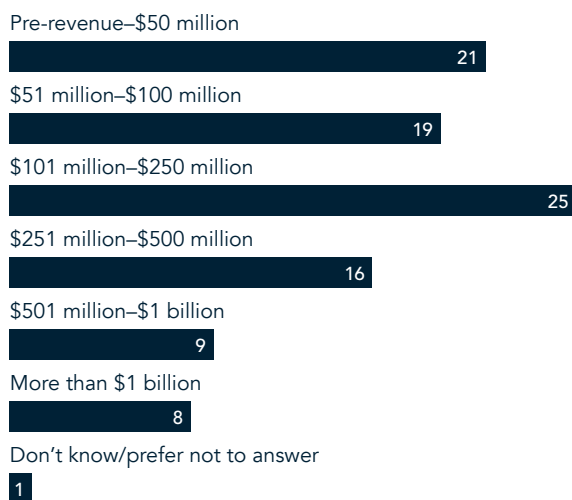 Pre-revenue–$50 million
21
$51 million–$100 million
19
$101 million–$250 million
25
$251 million–$500 million
16
$501 million–$1 billion
9
More than $1 billion
8
Don’t know/prefer not to answer
1